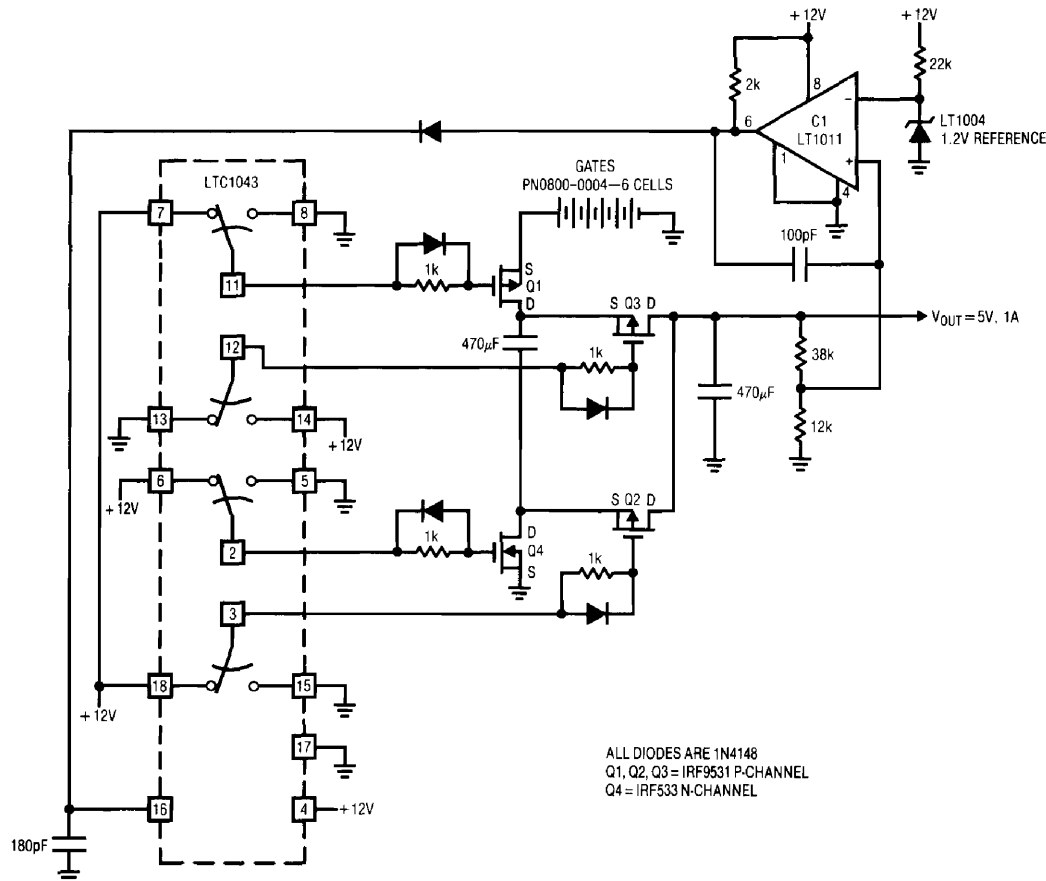 +12V
+12V
2k
22k
8
6
C1
LT1011
−
+
1
4
LT1004
1.2V REFERENCE
LTC1043
GATES
PN0800-0004—6 CELLS
7
8
11
1k
S
Q1
D
100pF
S Q3 D
VOUT = 5V, 1A
12
470μF
1k
38k
470μF
12k
13
14
+12V
6
5
+12V
S Q2 D
2
1k
D
Q4
S
1k
3
18
15
+12V
17
16
4
+12V
180pF
ALL DIODES ARE 1N4148
Q1, Q2, Q3 = IRF9531 P-CHANNEL
Q4 = IRF533 N-CHANNEL